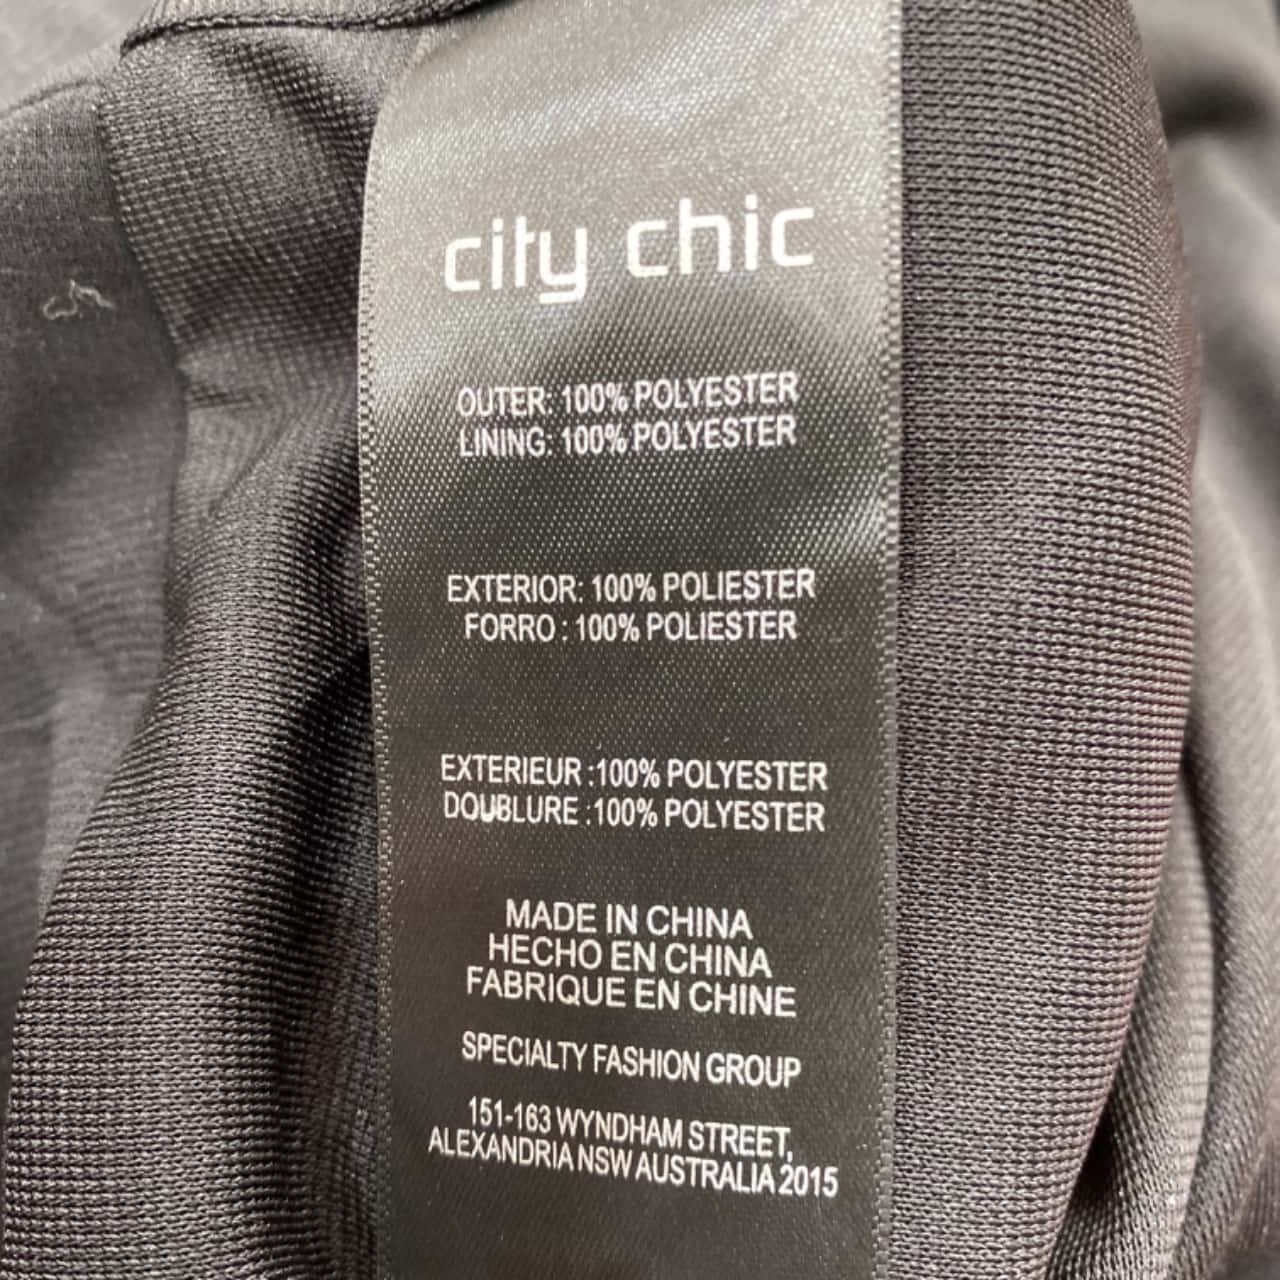 city chic
OUTER: 100% POLYESTER
LINING: 100% POLYESTER
EXTERIOR: 100% POLIESTER
FORRO : 100% POLIESTER
EXTERIEUR :100% POLYESTER
DOUBLURE :100% POLYESTER
MADE IN CHINA
HECHO EN CHINA
FABRIQUE EN CHINE
SPECIALTY FASHION GROUP
151-163 WYNDHAM STREET,
ALEXANDRIA NSW AUSTRALIA 2015